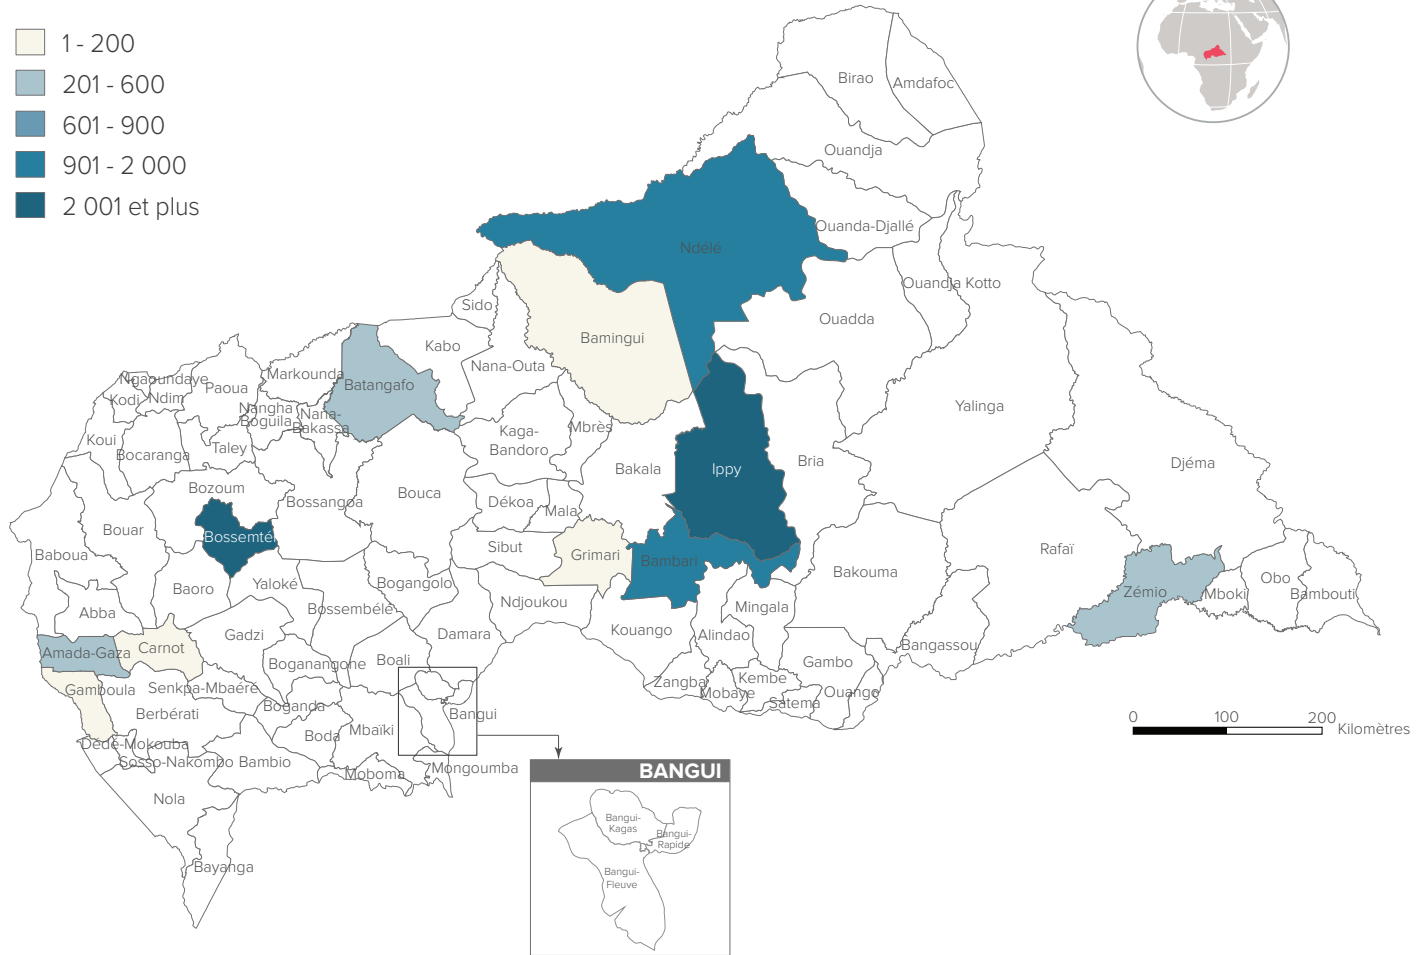 1 - 200
201 - 600
601 - 900
901 - 2 000
2 001 et plus
Birao
Amdafoc
Ouandja
Ouanda-Djallé
Ndélé
Ouandja Kotto
Sido
Ouadda
Bamingui
Kabo
Nana-Outa
Markounda
Batangafo
Ngaoundaye
Paoua
Kodi
Ndim
Nangha
Boguila
Nana-
Bakassa
Yalinga
Mbrès
Kaga-
Bandoro
Koui
Bocaranga
Taley
Bakala
Ippy
Bria
Djéma
Bozoum
Bossangoa
Bouca
Dékoa
Mala
Bouar
Bossemtélé
Baboua
Sibut
Grimari
Bambari
Rafaï
Bakouma
Obo
Baoro
Yaloké
Bogangolo
Zémio
Mboki
Bambouti
Abba
Bossembélé
Ndjoukou
Mingala
Gadzi
Damara
Kouango
Alindao
Bangassou
Amada-Gaza
Carnot
Boganangone
Boali
Gambo
Gamboula
Senkpa-Mbaéré
Zangba
Kembe
Mobaye
Ouango
Satema
Berbérati
Boganda
Bangui
Boda
Mbaïki
0
100
200
Kilomètres
Dédé-Mokouba
Sosso-Nakombo
Bambio
Moboma
Mongoumba
BANGUI
Nola
Bangui-
Kagas
Bangui-
Rapide
Bayanga
Bangui-
Fleuve